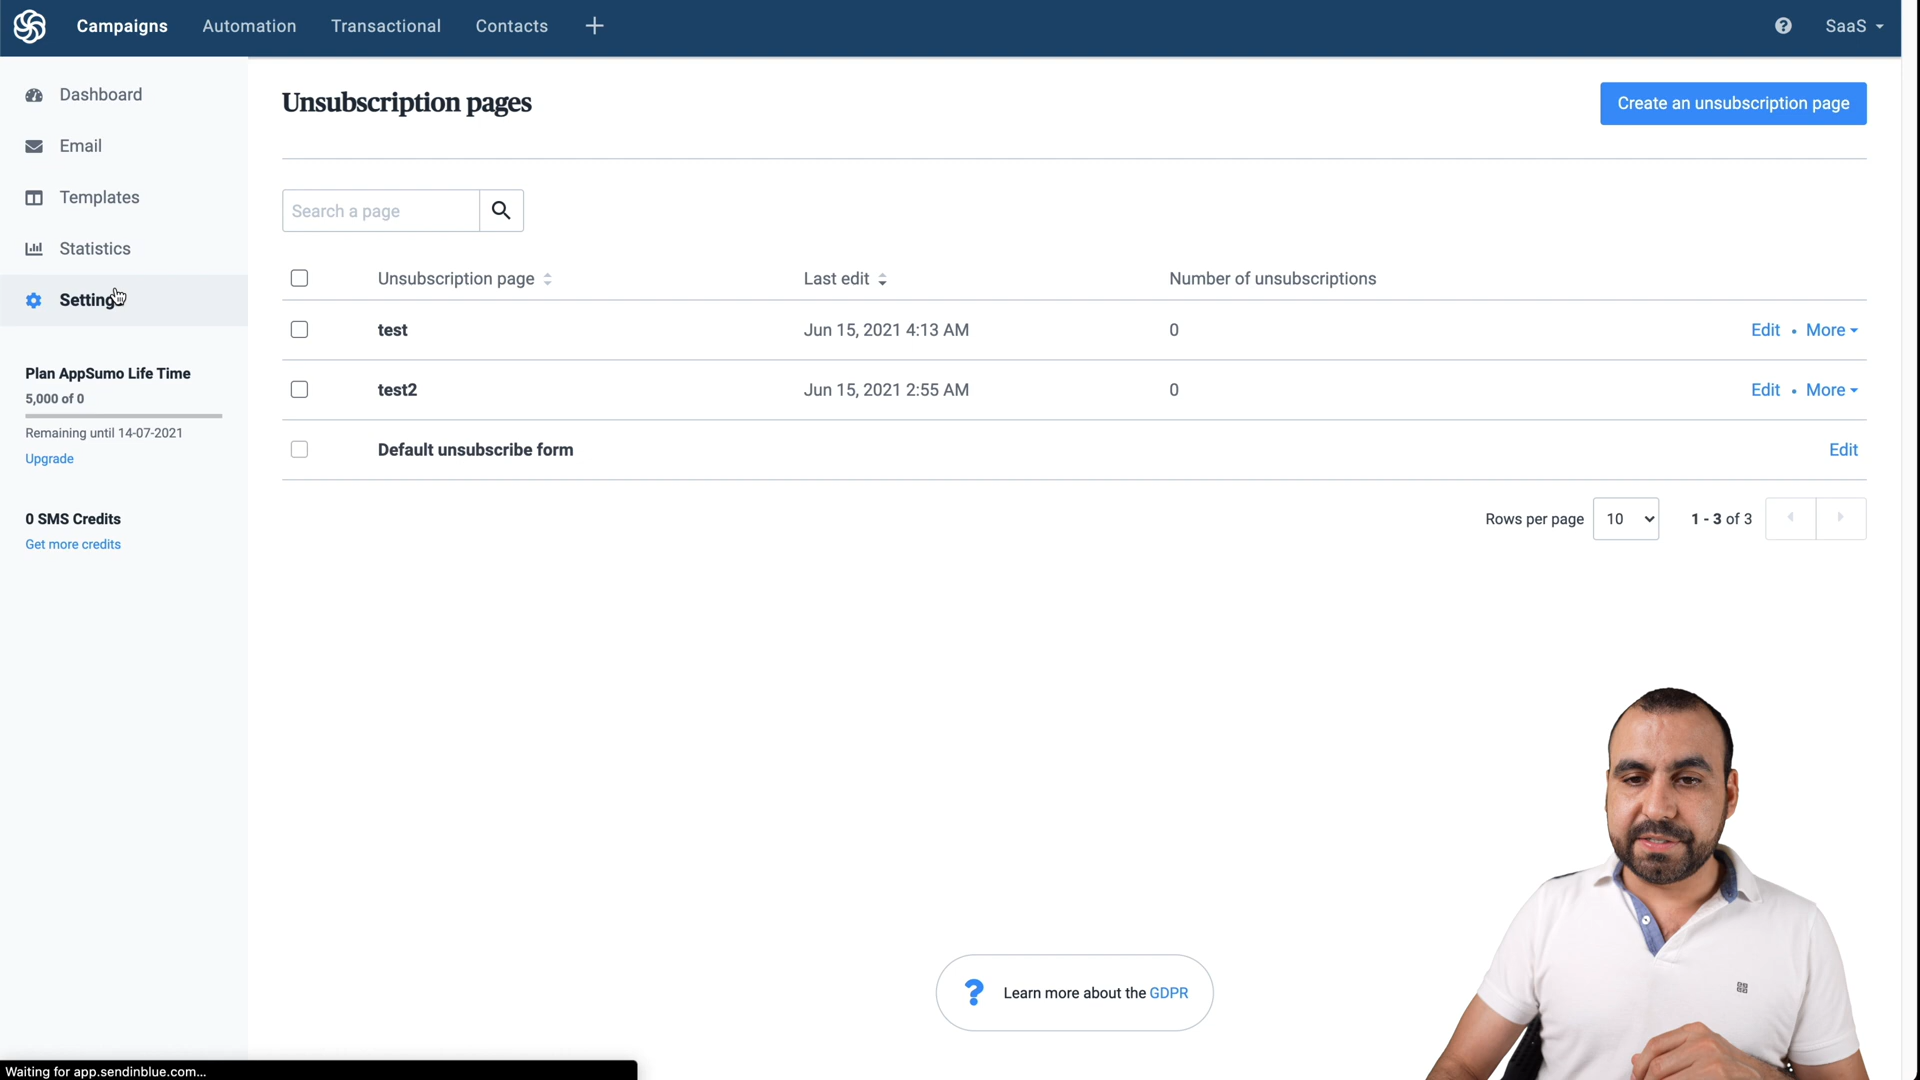 Campaigns Automation Transactional Contacts SaaS
Dashboard
Email
Templates
Statistics
Setting
Plan AppSumo Life Time
5,000 of 0
Remaining until 14-07-2021
Upgrade
0 SMS Credits
Get more credits
Unsubscription pages
Create an unsubscription page
Search a page
Unsubscription page Last edit Number of unsubscriptions
test Jun 15, 2021 4:13 AM 0 Edit • More
test2 Jun 15, 2021 2:55 AM 0 Edit • More
Default unsubscribe form Edit
Rows per page 10 1 - 3 of 3
? Learn more about the GDPR
Waiting for app.sendinblue.com...